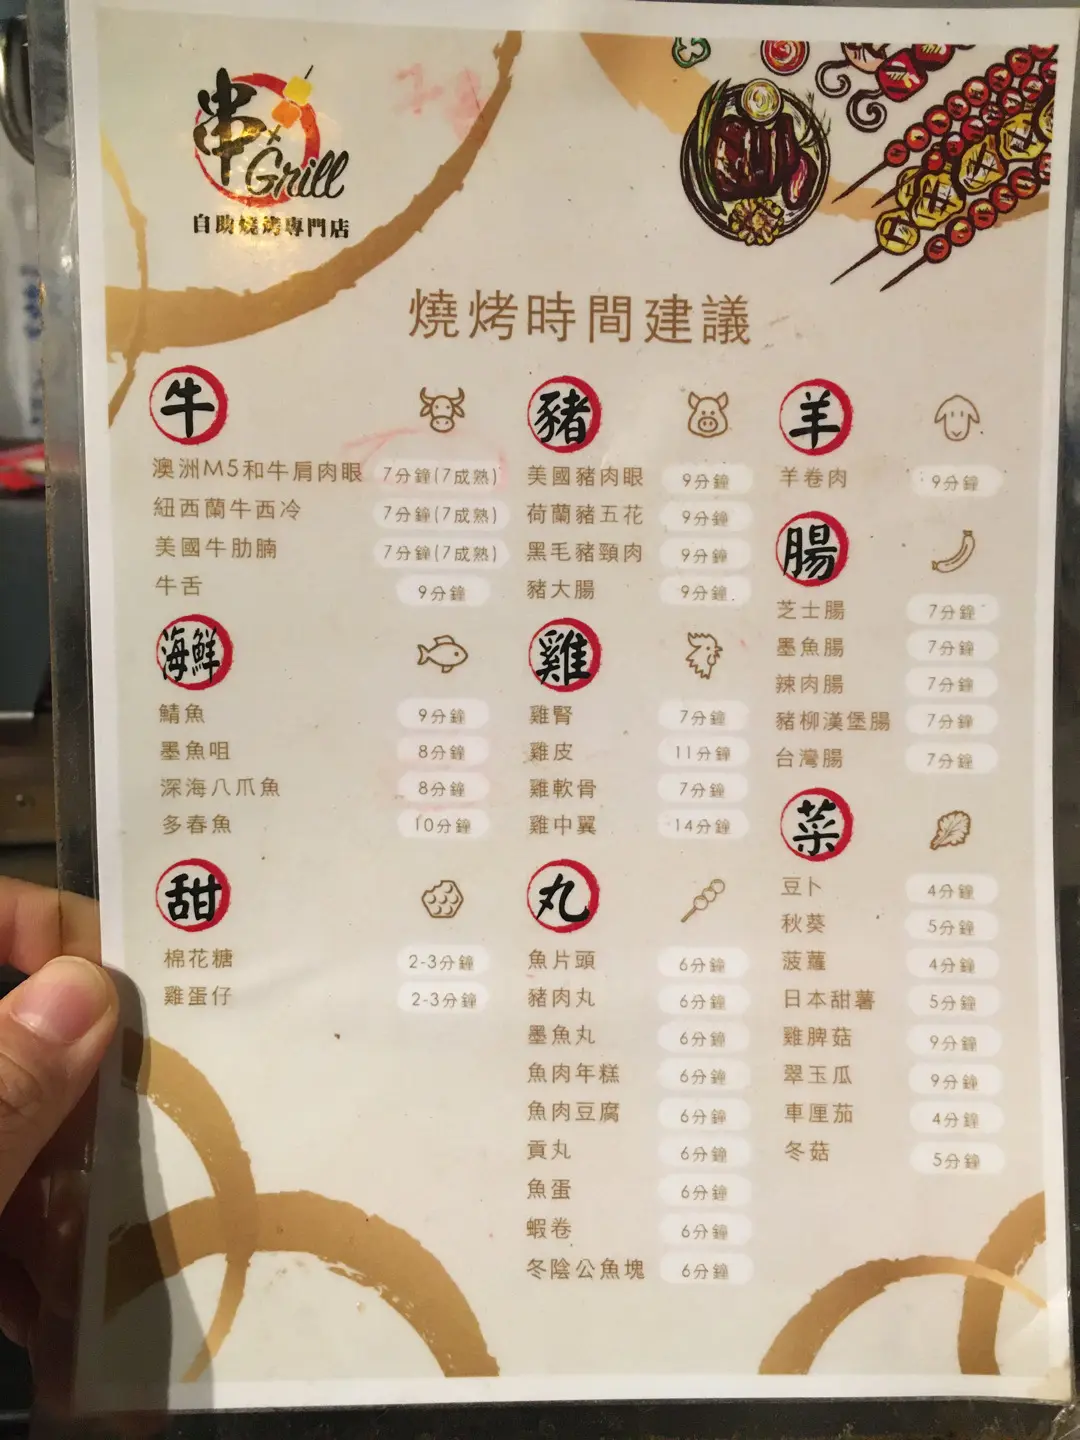 串
Grill
自助燒烤專門店
燒烤時間建議
牛
澳洲M5和牛肩肉眼 7分鐘(7成熟)
紐西蘭牛西冷 7分鐘(7成熟)
美國牛肋腩 7分鐘(7成熟)
牛舌 9分鐘
海鮮
鯖魚 9分鐘
墨魚咀 8分鐘
深海八爪魚 8分鐘
多春魚 10分鐘
甜
棉花糖 2-3分鐘
雞蛋仔 2-3分鐘
豬
美國豬肉眼 9分鐘
荷蘭豬五花 9分鐘
黑毛豬頸肉 9分鐘
豬大腸 9分鐘
雞
雞腎 7分鐘
雞皮 11分鐘
雞軟骨 7分鐘
雞中翼 14分鐘
丸
魚片頭 6分鐘
豬肉丸 6分鐘
墨魚丸 6分鐘
魚肉年糕 6分鐘
魚肉豆腐 6分鐘
貢丸 6分鐘
魚蛋 6分鐘
蝦卷 6分鐘
冬陰公魚塊 6分鐘
羊
羊卷肉 9分鐘
腸
芝士腸 7分鐘
墨魚腸 7分鐘
辣肉腸 7分鐘
豬柳漢堡腸 7分鐘
台灣腸 7分鐘
菜
豆卜 4分鐘
秋葵 5分鐘
菠蘿 4分鐘
日本甜薯 5分鐘
雞脾菇 9分鐘
翠玉瓜 9分鐘
車厘茄 4分鐘
冬菇 5分鐘